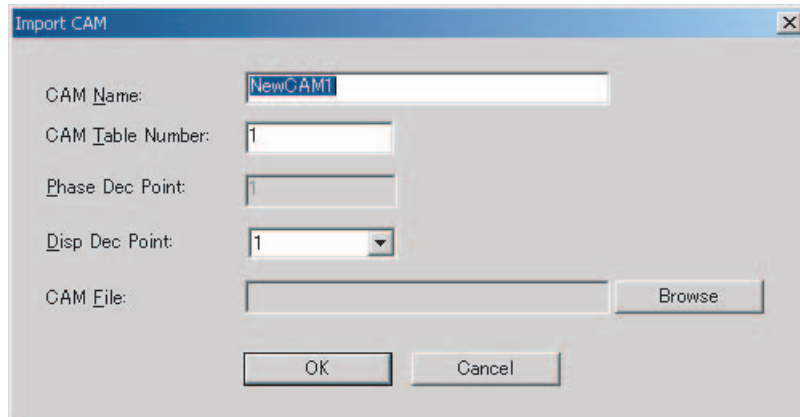 Import CAM
CAM Name: NewCAM1
CAM Table Number: 1
Phase Dec Point: 1
Disp Dec Point: 1
CAM File: Browse
OK Cancel